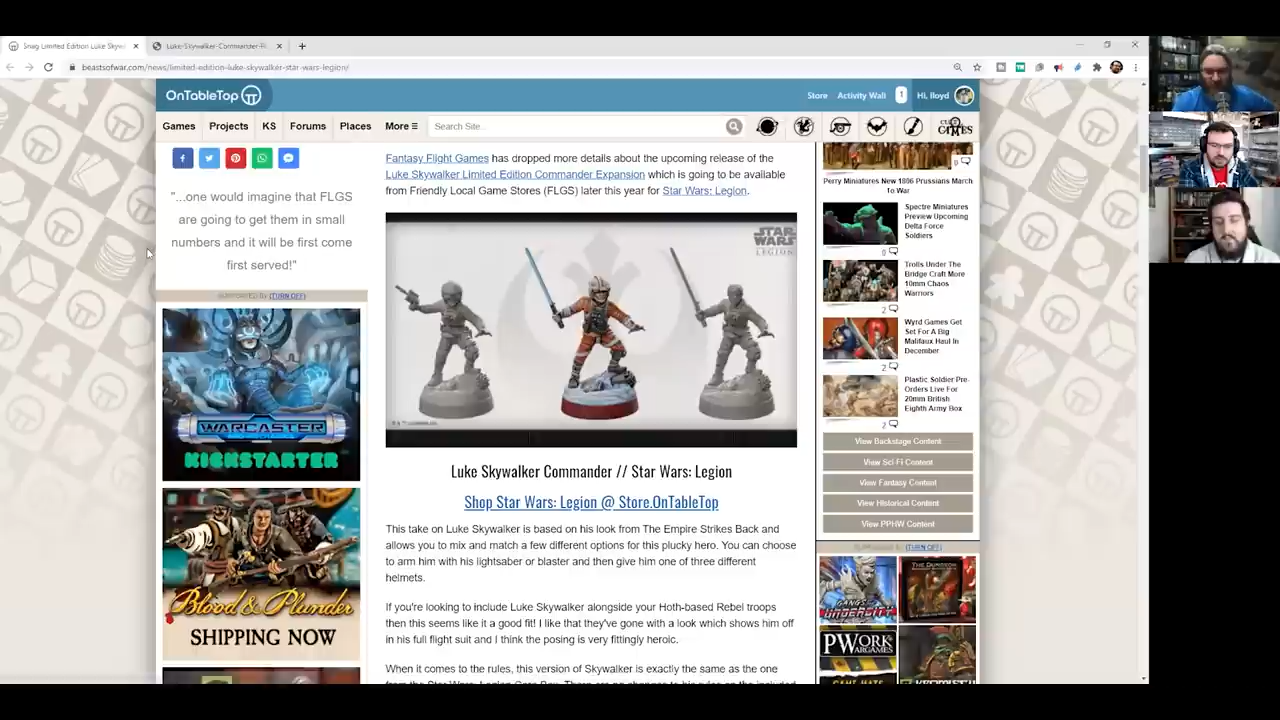 Snag Limited Edition Luke Skyw
Luke-Skywalker-Commander-R
beastsofwar.com/news/limited-edition-luke-skywalker-star-wars-legion/
OnTableTop
Store
Activity Wall
1
Hi, lloyd
Games
Projects
KS
Forums
Places
More
Search Site...
"...one would imagine that FLGS
are going to get them in small
numbers and it will be first come
first served!"
SUPPORTED BY (TURN OFF)
WARCASTER
KICKSTARTER
Blood & Plunder
SHIPPING NOW
Fantasy Flight Games has dropped more details about the upcoming release of the
Luke Skywalker Limited Edition Commander Expansion which is going to be available
from Friendly Local Game Stores (FLGS) later this year for Star Wars: Legion.
STAR WARS
LEGION
Luke Skywalker Commander // Star Wars: Legion
Shop Star Wars: Legion @ Store.OnTableTop
This take on Luke Skywalker is based on his look from The Empire Strikes Back and
allows you to mix and match a few different options for this plucky hero. You can choose
to arm him with his lightsaber or blaster and then give him one of three different
helmets.
If you're looking to include Luke Skywalker alongside your Hoth-based Rebel troops
then this seems like it a good fit! I like that they've gone with a look which shows him off
in his full flight suit and I think the posing is very fittingly heroic.
When it comes to the rules, this version of Skywalker is exactly the same as the one
0
Perry Miniatures New 1806 Prussians March
To War
Spectre Miniatures
Preview Upcoming
Delta Force
Soldiers
0
Trolls Under The
Bridge Craft More
10mm Chaos
Warriors
2
Wyrd Games Get
Set For A Big
Malifaux Haul In
December
2
Plastic Soldier Pre-
Orders Live For
20mm British
Eighth Army Box
2
View Backstage Content
View Sci Fi Content
View Fantasy Content
View Historical Content
View PPHW Content
(TURN OFF)
GANGS
UNDERCITY
THE DUNGEON
PWORK
WARGAMES
GAME MATS